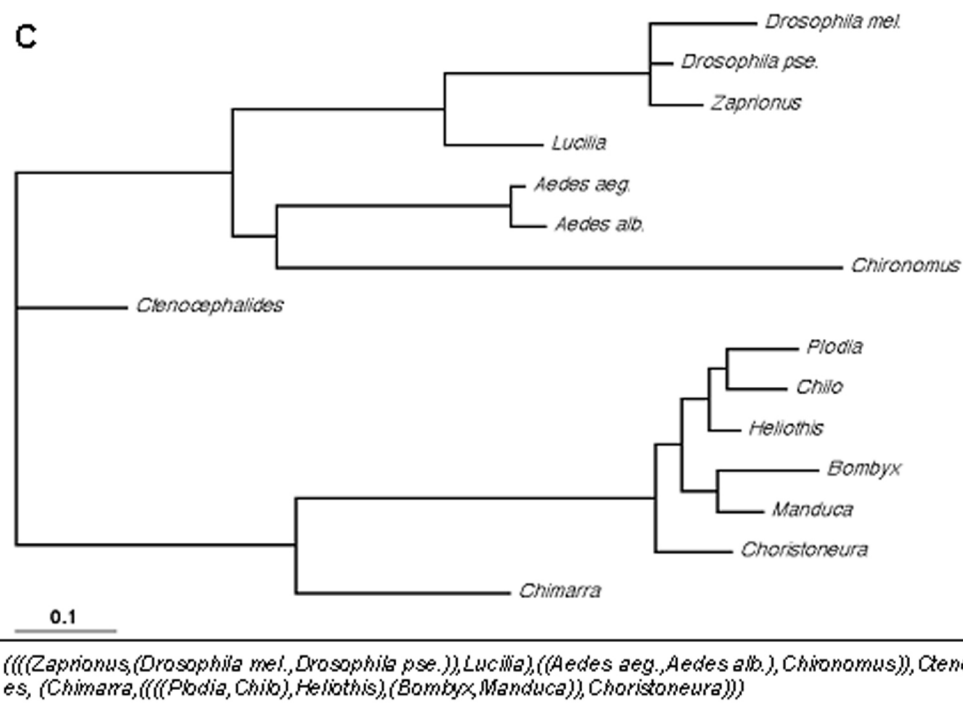 C
Drosophila mel.
Drosophila pse.
Zaprionus
Lucilia
Aedes aeg.
Aedes alb.
Chironomus
Ctenocephalides
Plodia
Chilo
Heliothis
Bombyx
Manduca
Choristoneura
Chimarra
0.1
((((Zaprionus,(Drosophila mel.,Drosophila pse.)),Lucilia),((Aedes aeg.,Aedes alb.),Chironomus)),Cteno
es, (Chimarra,((((Plodia,Chilo),Heliothis),(Bombyx,Manduca)),Choristoneura)))